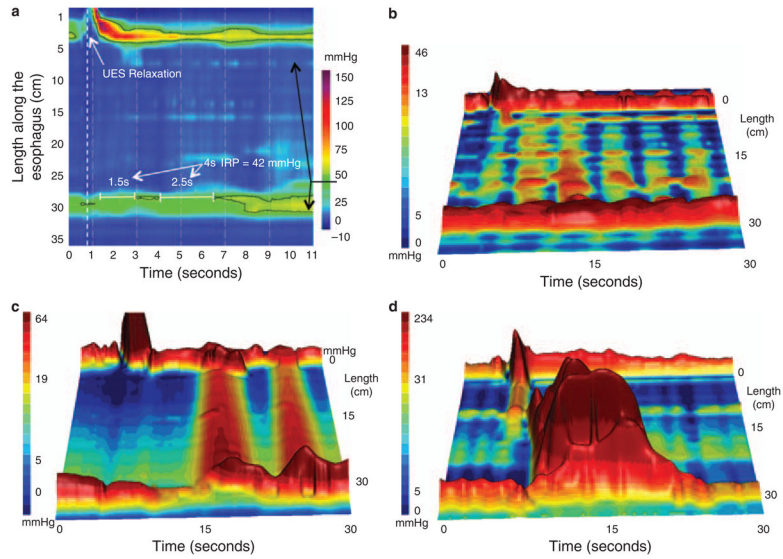 a
1
5
10
15
20
25
30
35
Length along the
esophagus (cm)
UES Relaxation
4s IRP = 42 mmHg
1.5s
2.5s
0 1 2 3 4 5 6 7 8 9 10 11
Time (seconds)
mmHg
150
125
100
75
50
25
0
–10
b
46
13
5
0
mmHg
0
Length
(cm)
15
30
0 15 30
Time (seconds)
c
64
19
5
0
mmHg
mmHg
0
Length
(cm)
15
30
0 15 30
Time (seconds)
d
234
31
5
0
mmHg
0
Length
(cm)
15
30
0 15 30
Time (seconds)